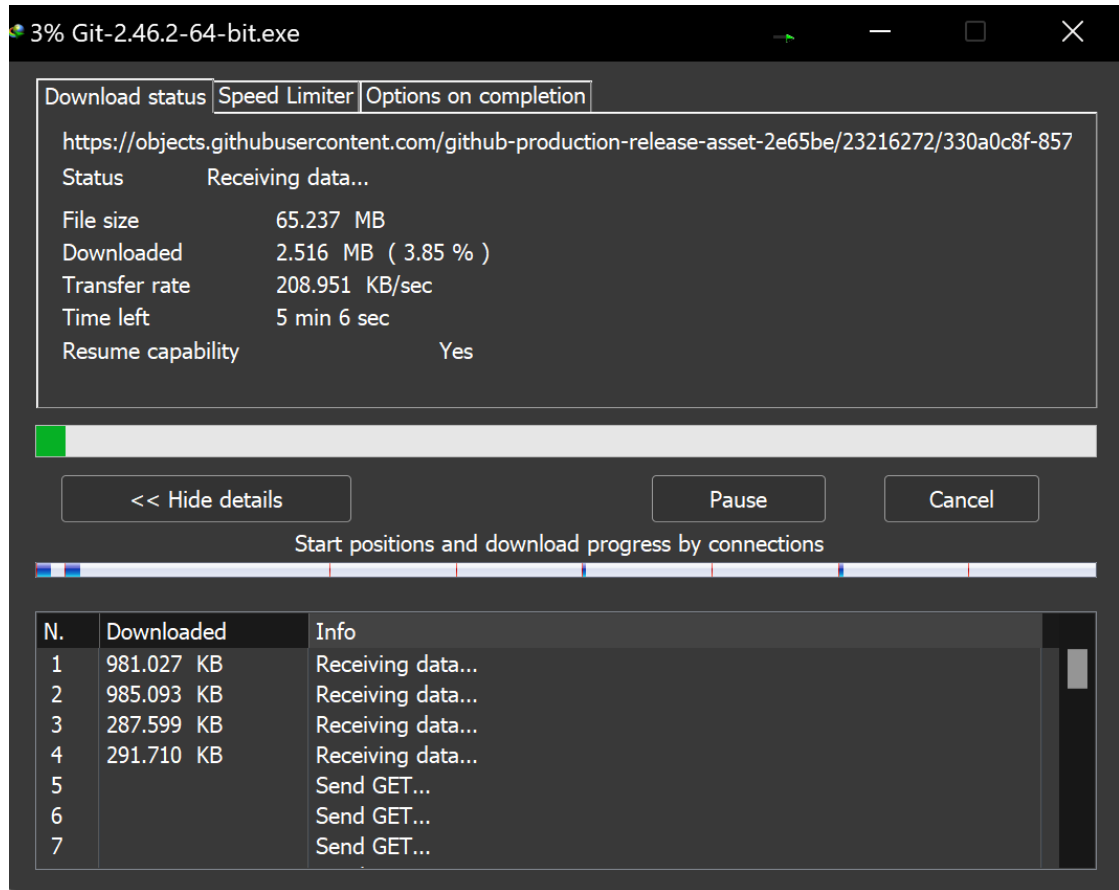 3% Git-2.46.2-64-bit.exe
Download status Speed Limiter Options on completion
https://objects.githubusercontent.com/github-production-release-asset-2e65be/23216272/330a0c8f-857
Status Receiving data...
File size 65.237 MB
Downloaded 2.516 MB ( 3.85 % )
Transfer rate 208.951 KB/sec
Time left 5 min 6 sec
Resume capability Yes
<< Hide details Pause Cancel
Start positions and download progress by connections
N. Downloaded Info
1 981.027 KB Receiving data...
2 985.093 KB Receiving data...
3 287.599 KB Receiving data...
4 291.710 KB Receiving data...
5 Send GET...
6 Send GET...
7 Send GET...